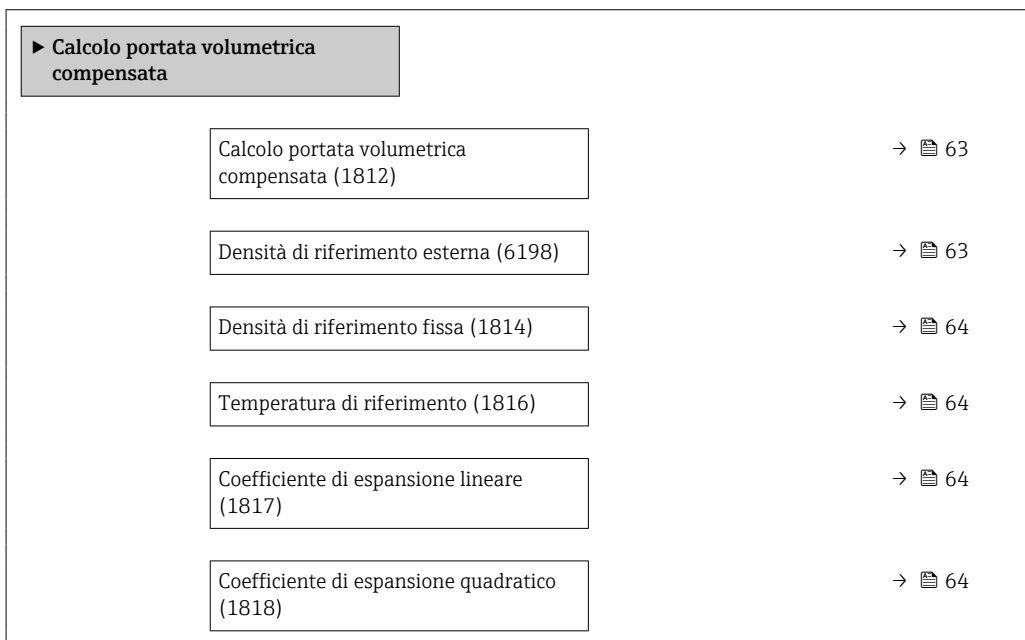 ▶ Calcolo portata volumetrica
compensata
Calcolo portata volumetrica
compensata (1812)
→ 63
Densità di riferimento esterna (6198)
→ 63
Densità di riferimento fissa (1814)
→ 64
Temperatura di riferimento (1816)
→ 64
Coefficiente di espansione lineare
(1817)
→ 64
Coefficiente di espansione quadratico
(1818)
→ 64